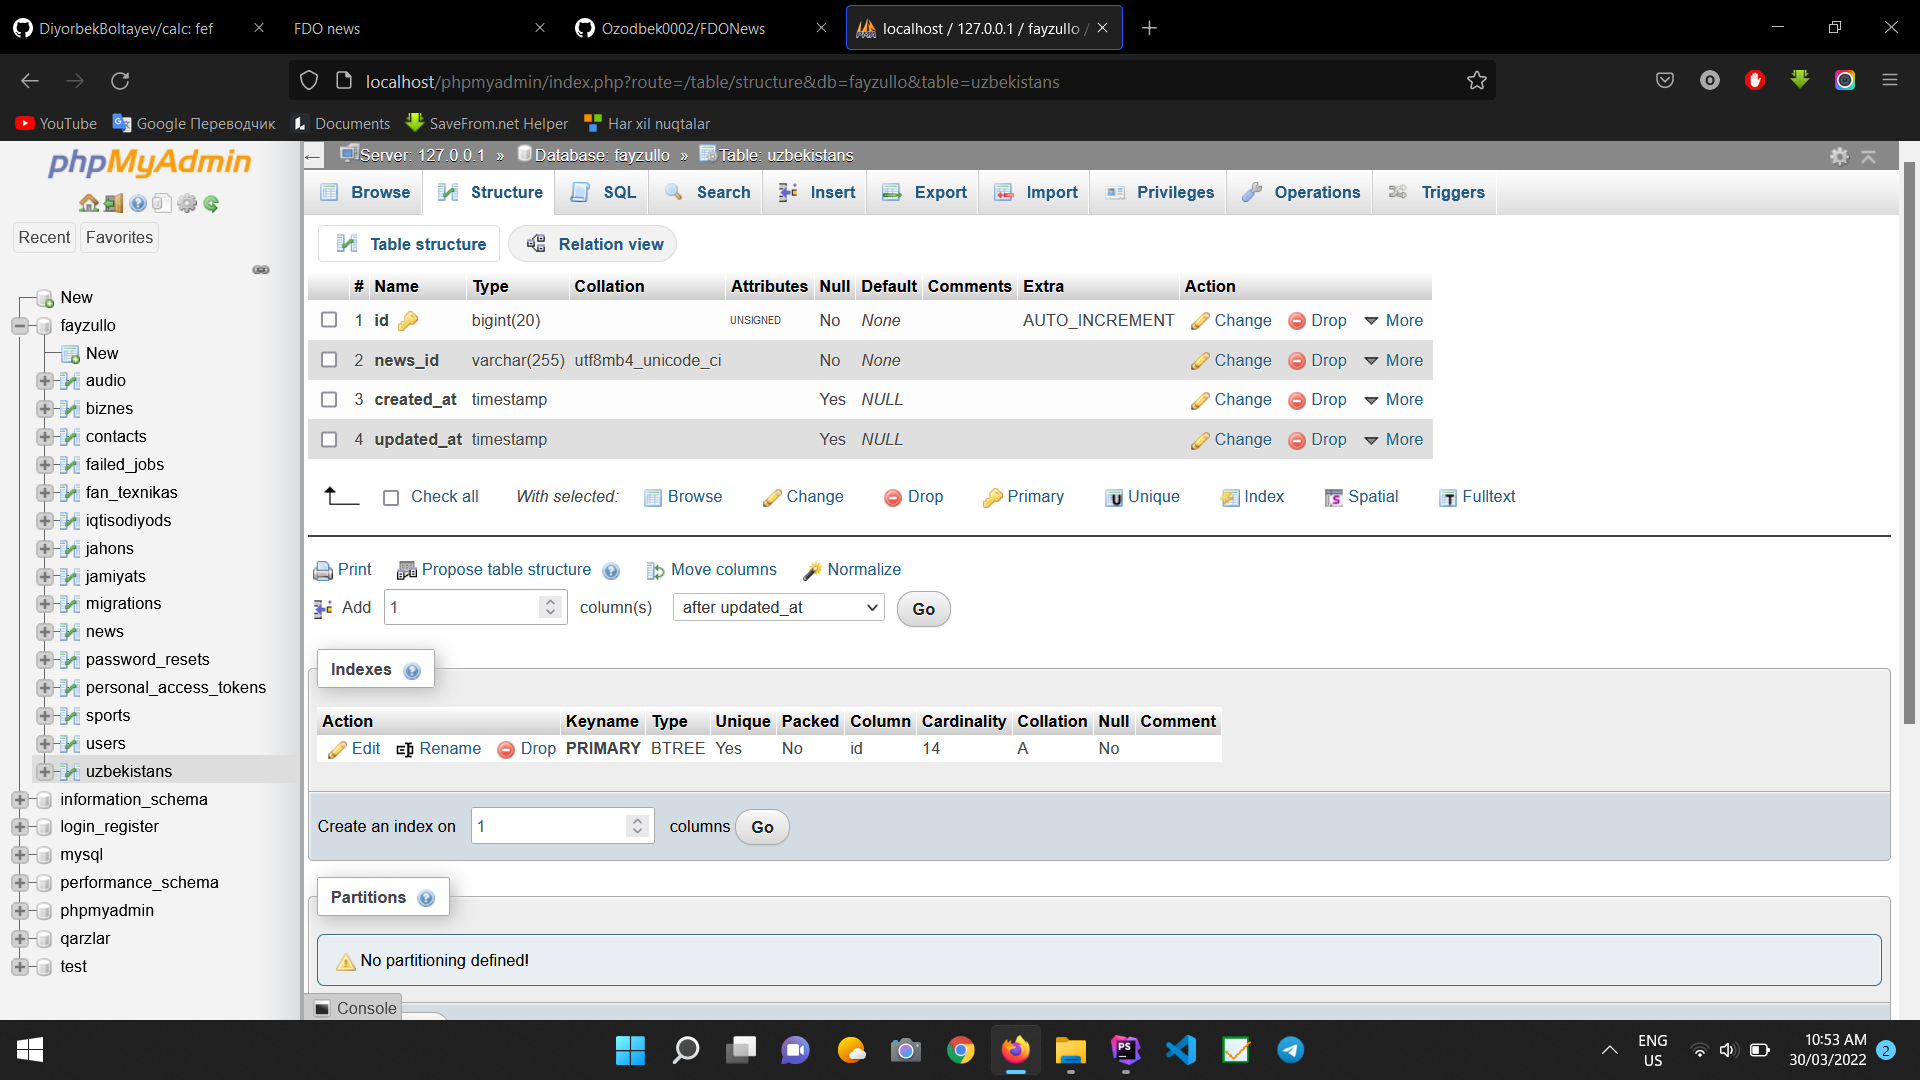 DiyorbekBoltayev/calc: fef
FDO news
Ozodbek0002/FDONews
localhost / 127.0.0.1 / fayzullo /
localhost/phpmyadmin/index.php?route=/table/structure&db=fayzullo&table=uzbekistans
YouTube
Google Переводчик
Documents
SaveFrom.net Helper
Har xil nuqtalar
phpMyAdmin
Recent
Favorites
New
fayzullo
New
audio
biznes
contacts
failed_jobs
fan_texnikas
iqtisodiyods
jahons
jamiyats
migrations
news
password_resets
personal_access_tokens
sports
users
uzbekistans
information_schema
login_register
mysql
performance_schema
phpmyadmin
qarzlar
test
Server: 127.0.0.1 » Database: fayzullo » Table: uzbekistans
Browse Structure SQL Search Insert Export Import Privileges Operations Triggers
Table structure Relation view
# Name Type Collation Attributes Null Default Comments Extra Action
1 id bigint(20) UNSIGNED No None AUTO_INCREMENT Change Drop More
2 news_id varchar(255) utf8mb4_unicode_ci No None Change Drop More
3 created_at timestamp Yes NULL Change Drop More
4 updated_at timestamp Yes NULL Change Drop More
Check all With selected: Browse Change Drop Primary Unique Index Spatial Fulltext
Print Propose table structure Move columns Normalize
Add 1 column(s) after updated_at Go
Indexes
Action Keyname Type Unique Packed Column Cardinality Collation Null Comment
Edit Rename Drop PRIMARY BTREE Yes No id 14 A No
Create an index on 1 columns Go
Partitions
No partitioning defined!
Console
ENG
US
10:53 AM
30/03/2022
2